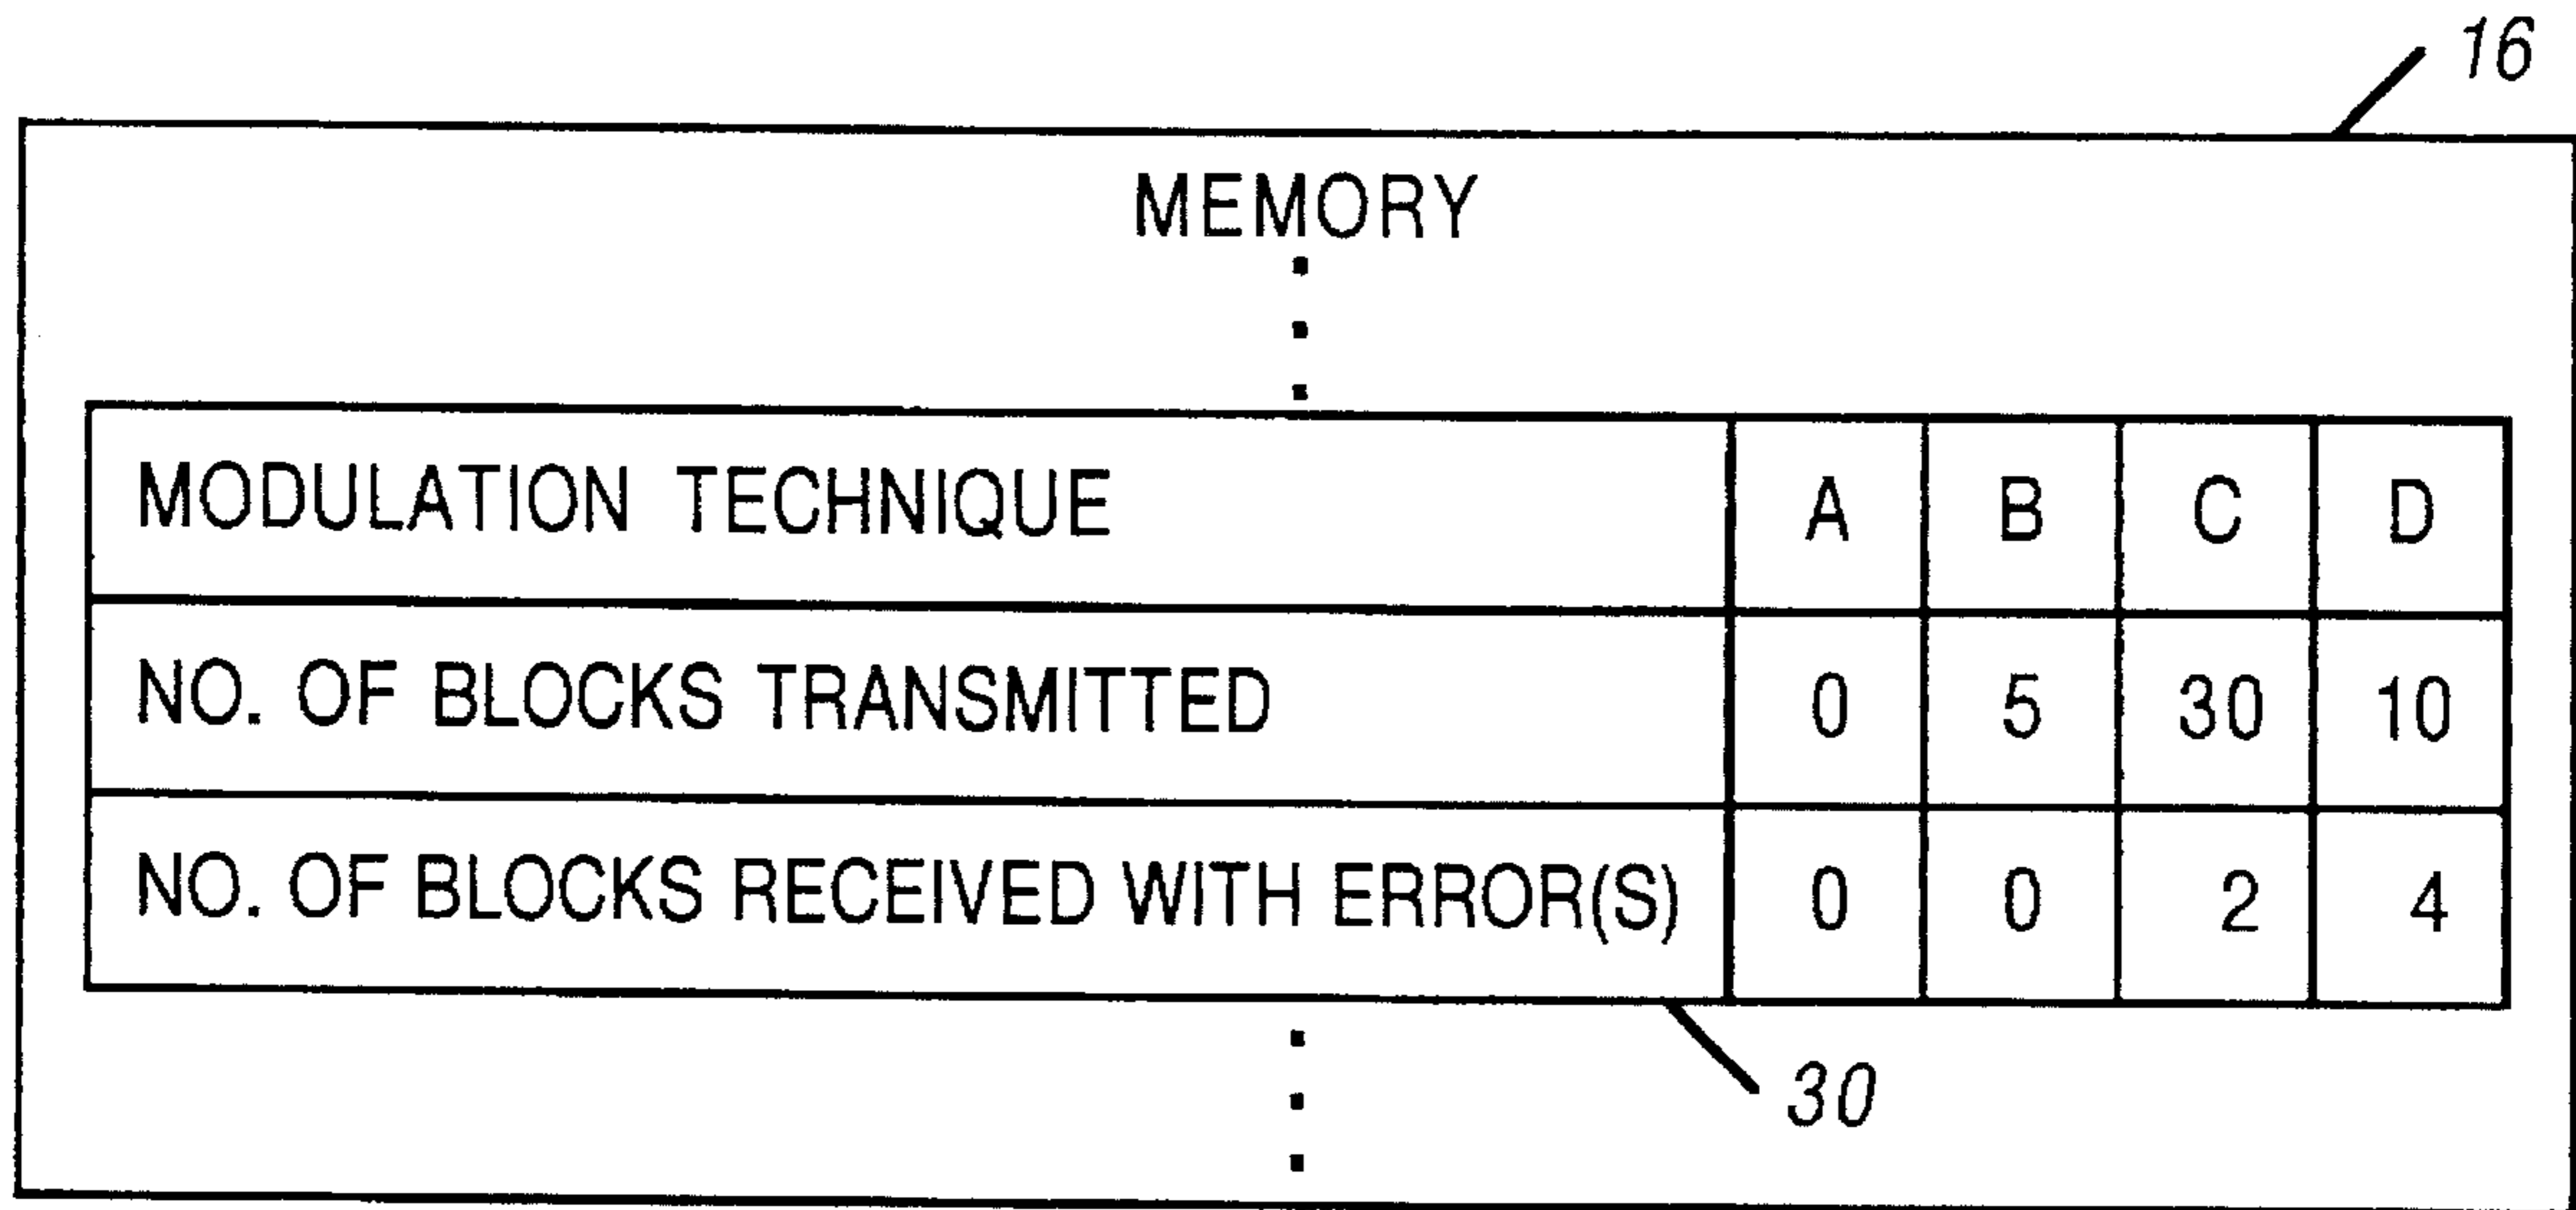 16
MEMORY
MODULATION TECHNIQUE A B C D
NO. OF BLOCKS TRANSMITTED 0 5 30 10
NO. OF BLOCKS RECEIVED WITH ERROR(S) 0 0 2 4
30